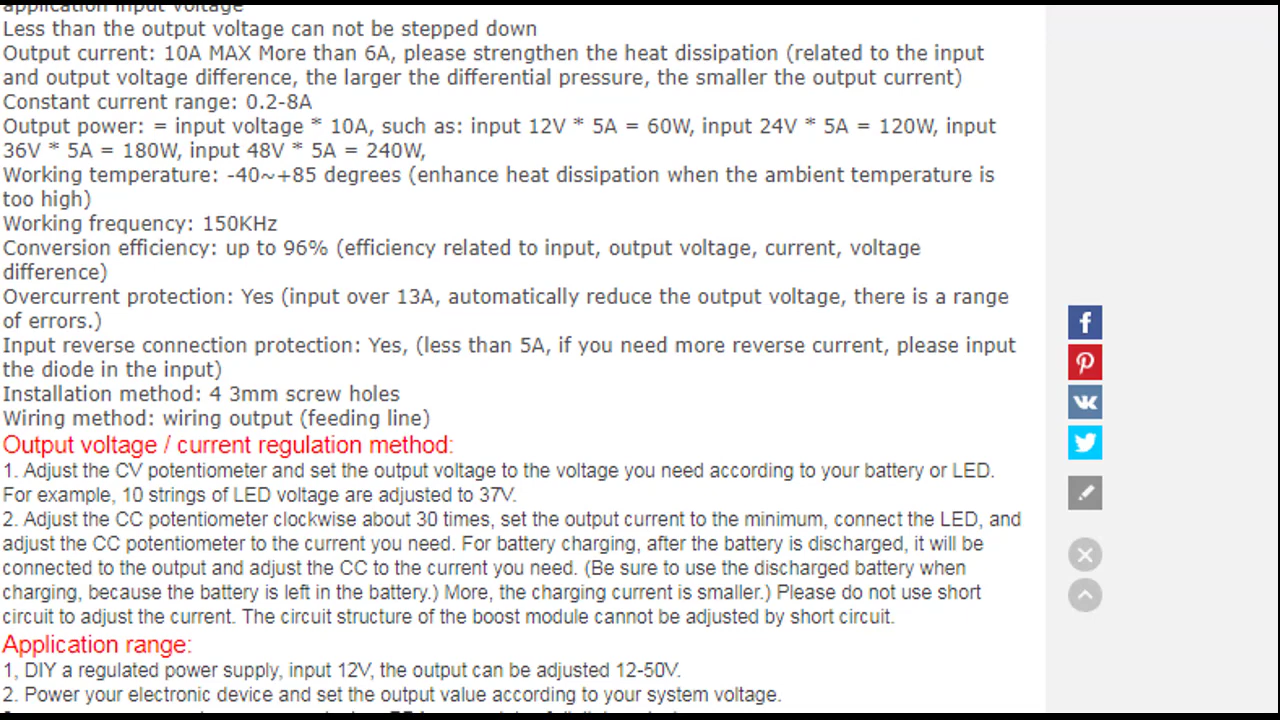 application input voltage
Less than the output voltage can not be stepped down
Output current: 10A MAX More than 6A, please strengthen the heat dissipation (related to the input
and output voltage difference, the larger the differential pressure, the smaller the output current)
Constant current range: 0.2-8A
Output power: = input voltage * 10A, such as: input 12V * 5A = 60W, input 24V * 5A = 120W, input
36V * 5A = 180W, input 48V * 5A = 240W,
Working temperature: -40~+85 degrees (enhance heat dissipation when the ambient temperature is
too high)
Working frequency: 150KHz
Conversion efficiency: up to 96% (efficiency related to input, output voltage, current, voltage
difference)
Overcurrent protection: Yes (input over 13A, automatically reduce the output voltage, there is a range
of errors.)
Input reverse connection protection: Yes, (less than 5A, if you need more reverse current, please input
the diode in the input)
Installation method: 4 3mm screw holes
Wiring method: wiring output (feeding line)
Output voltage / current regulation method:
1. Adjust the CV potentiometer and set the output voltage to the voltage you need according to your battery or LED.
For example, 10 strings of LED voltage are adjusted to 37V.
2. Adjust the CC potentiometer clockwise about 30 times, set the output current to the minimum, connect the LED, and
adjust the CC potentiometer to the current you need. For battery charging, after the battery is discharged, it will be
connected to the output and adjust the CC to the current you need. (Be sure to use the discharged battery when
charging, because the battery is left in the battery.) More, the charging current is smaller.) Please do not use short
circuit to adjust the current. The circuit structure of the boost module cannot be adjusted by short circuit.
Application range:
1, DIY a regulated power supply, input 12V, the output can be adjusted 12-50V.
2. Power your electronic device and set the output value according to your system voltage.